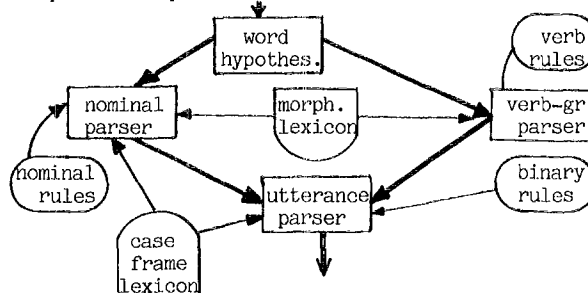 word
hypothes.
verb
rules
nominal
parser
morph.
lexicon
verb-gr
parser
nominal
rules
utterance
parser
binary
rules
case
frame
lexicon